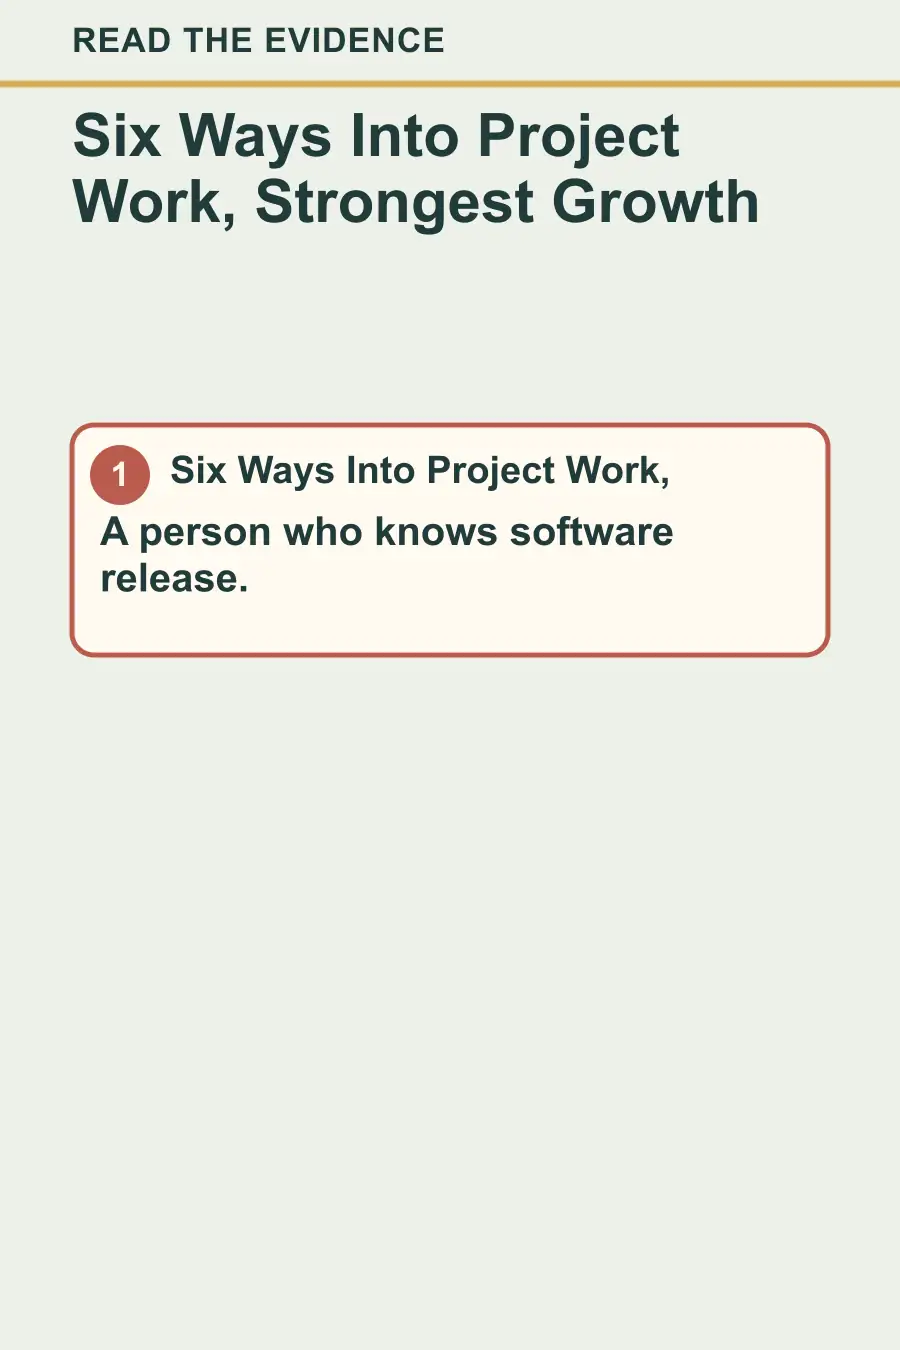 READ THE EVIDENCE
Six Ways Into Project
Work, Strongest Growth
1 Six Ways Into Project Work,
A person who knows software
release.